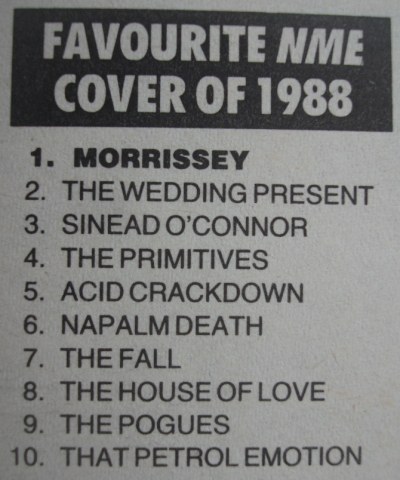 FAVOURITE NME
COVER OF 1988
1. MORRISSEY
2. THE WEDDING PRESENT
3. SINEAD O'CONNOR
4. THE PRIMITIVES
5. ACID CRACKDOWN
6. NAPALM DEATH
7. THE FALL
8. THE HOUSE OF LOVE
9. THE POGUES
10. THAT PETROL EMOTION